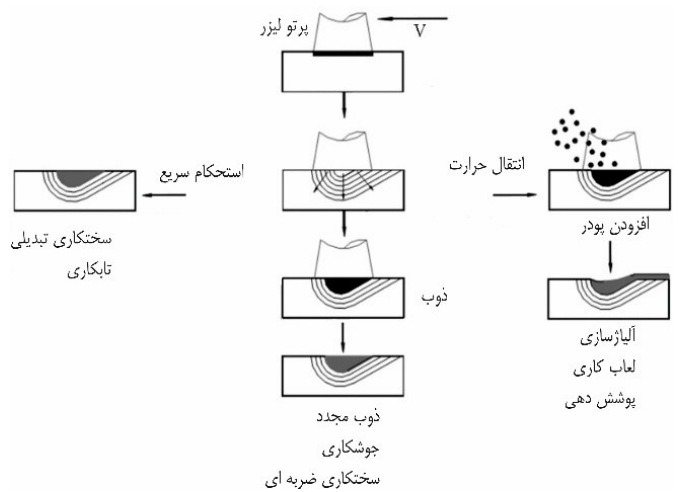 پرتو لیزر
V
استحکام سریع
انتقال حرارت
سختکاری تبدیلی
تابکاری
افزودن پودر
ذوب
آلیاژسازی
لعاب کاری
پوشش دهی
ذوب مجدد
جوشکاری
سختکاری ضربه ای